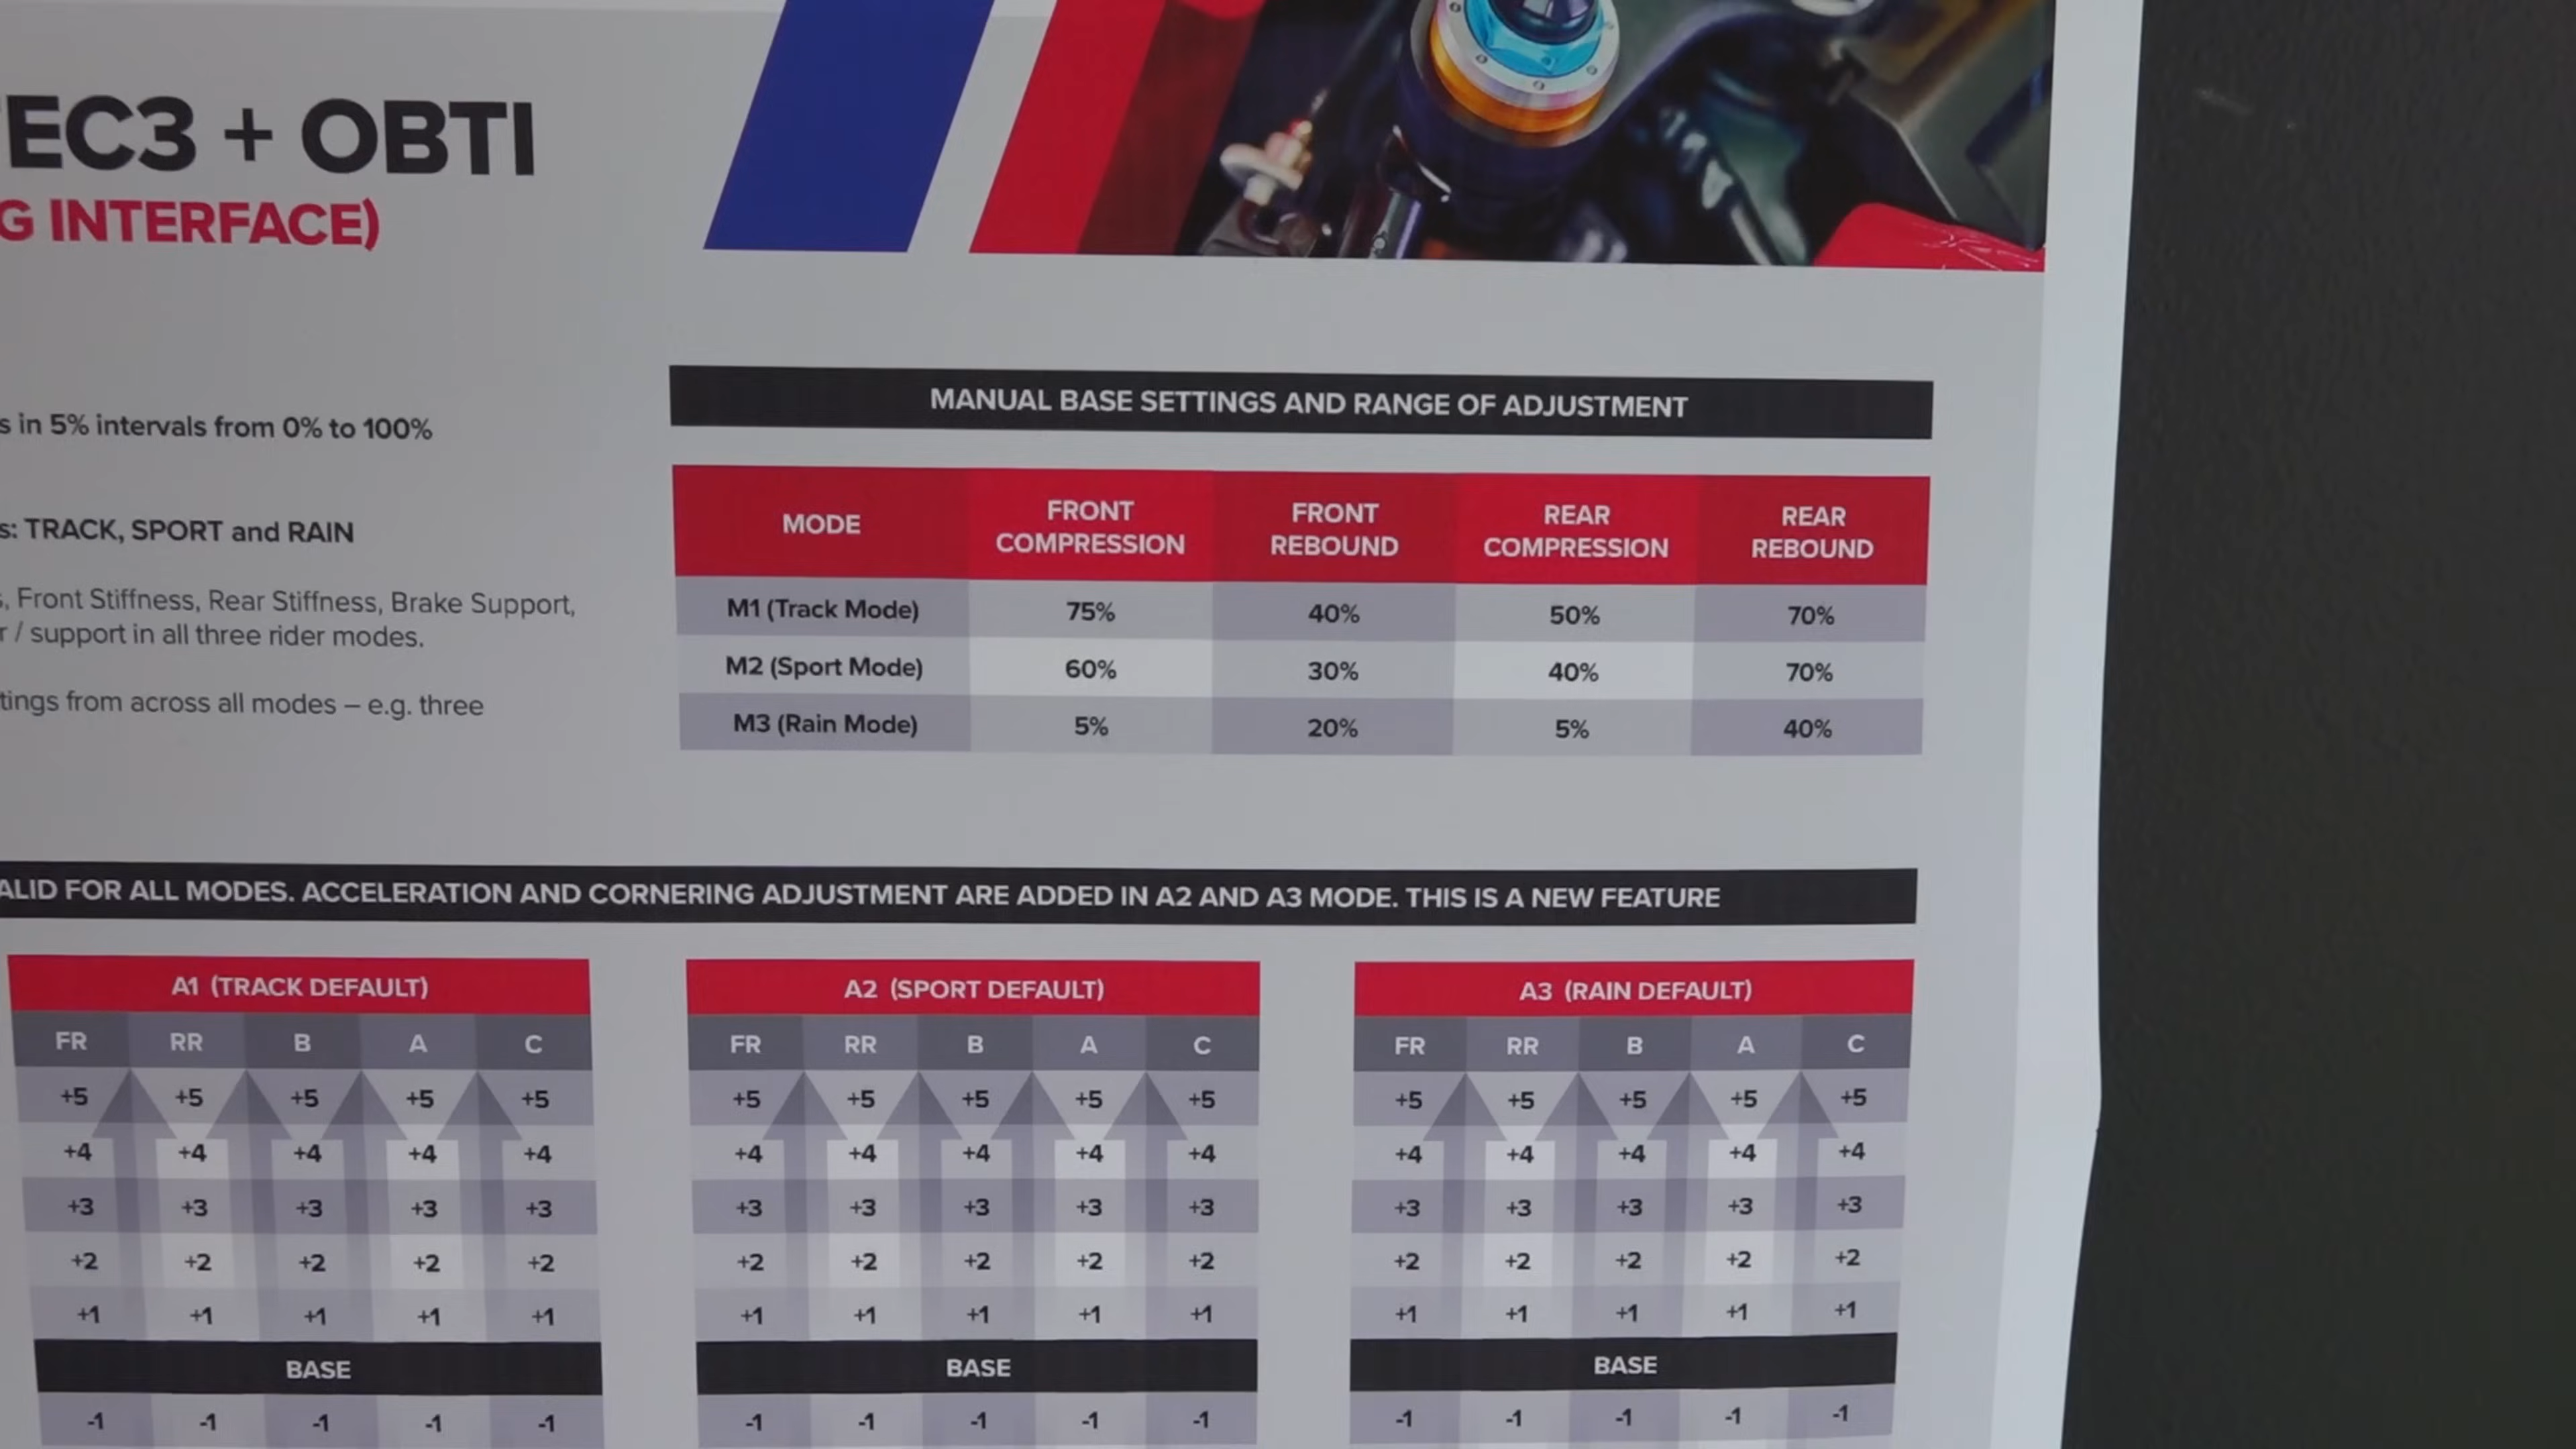 EC3 + OBTI
G INTERFACE)
s in 5% intervals from 0% to 100%
s: TRACK, SPORT and RAIN
, Front Stiffness, Rear Stiffness, Brake Support,
r / support in all three rider modes.
tings from across all modes – e.g. three
MANUAL BASE SETTINGS AND RANGE OF ADJUSTMENT
MODE FRONT COMPRESSION FRONT REBOUND REAR COMPRESSION REAR REBOUND
M1 (Track Mode) 75% 40% 50% 70%
M2 (Sport Mode) 60% 30% 40% 70%
M3 (Rain Mode) 5% 20% 5% 40%
ALID FOR ALL MODES. ACCELERATION AND CORNERING ADJUSTMENT ARE ADDED IN A2 AND A3 MODE. THIS IS A NEW FEATURE
A1 (TRACK DEFAULT)
FR RR B A C
+5 +5 +5 +5 +5
+4 +4 +4 +4 +4
+3 +3 +3 +3 +3
+2 +2 +2 +2 +2
+1 +1 +1 +1 +1
BASE
-1 -1 -1 -1 -1
A2 (SPORT DEFAULT)
FR RR B A C
+5 +5 +5 +5 +5
+4 +4 +4 +4 +4
+3 +3 +3 +3 +3
+2 +2 +2 +2 +2
+1 +1 +1 +1 +1
BASE
-1 -1 -1 -1 -1
A3 (RAIN DEFAULT)
FR RR B A C
+5 +5 +5 +5 +5
+4 +4 +4 +4 +4
+3 +3 +3 +3 +3
+2 +2 +2 +2 +2
+1 +1 +1 +1 +1
BASE
-1 -1 -1 -1 -1